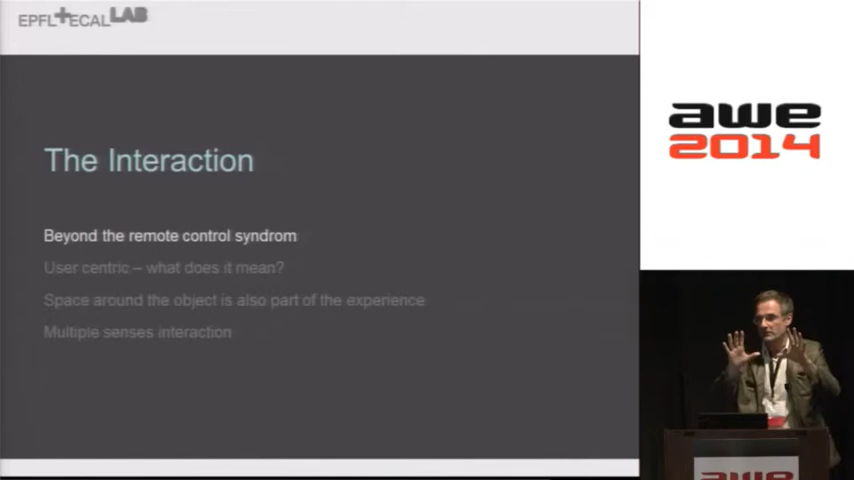 EPFL+ECAL LAB
The Interaction
Beyond the remote control syndrom
User centric – what does it mean?
Space around the object is also part of the experience
Multiple senses interaction
awe
2014
awe